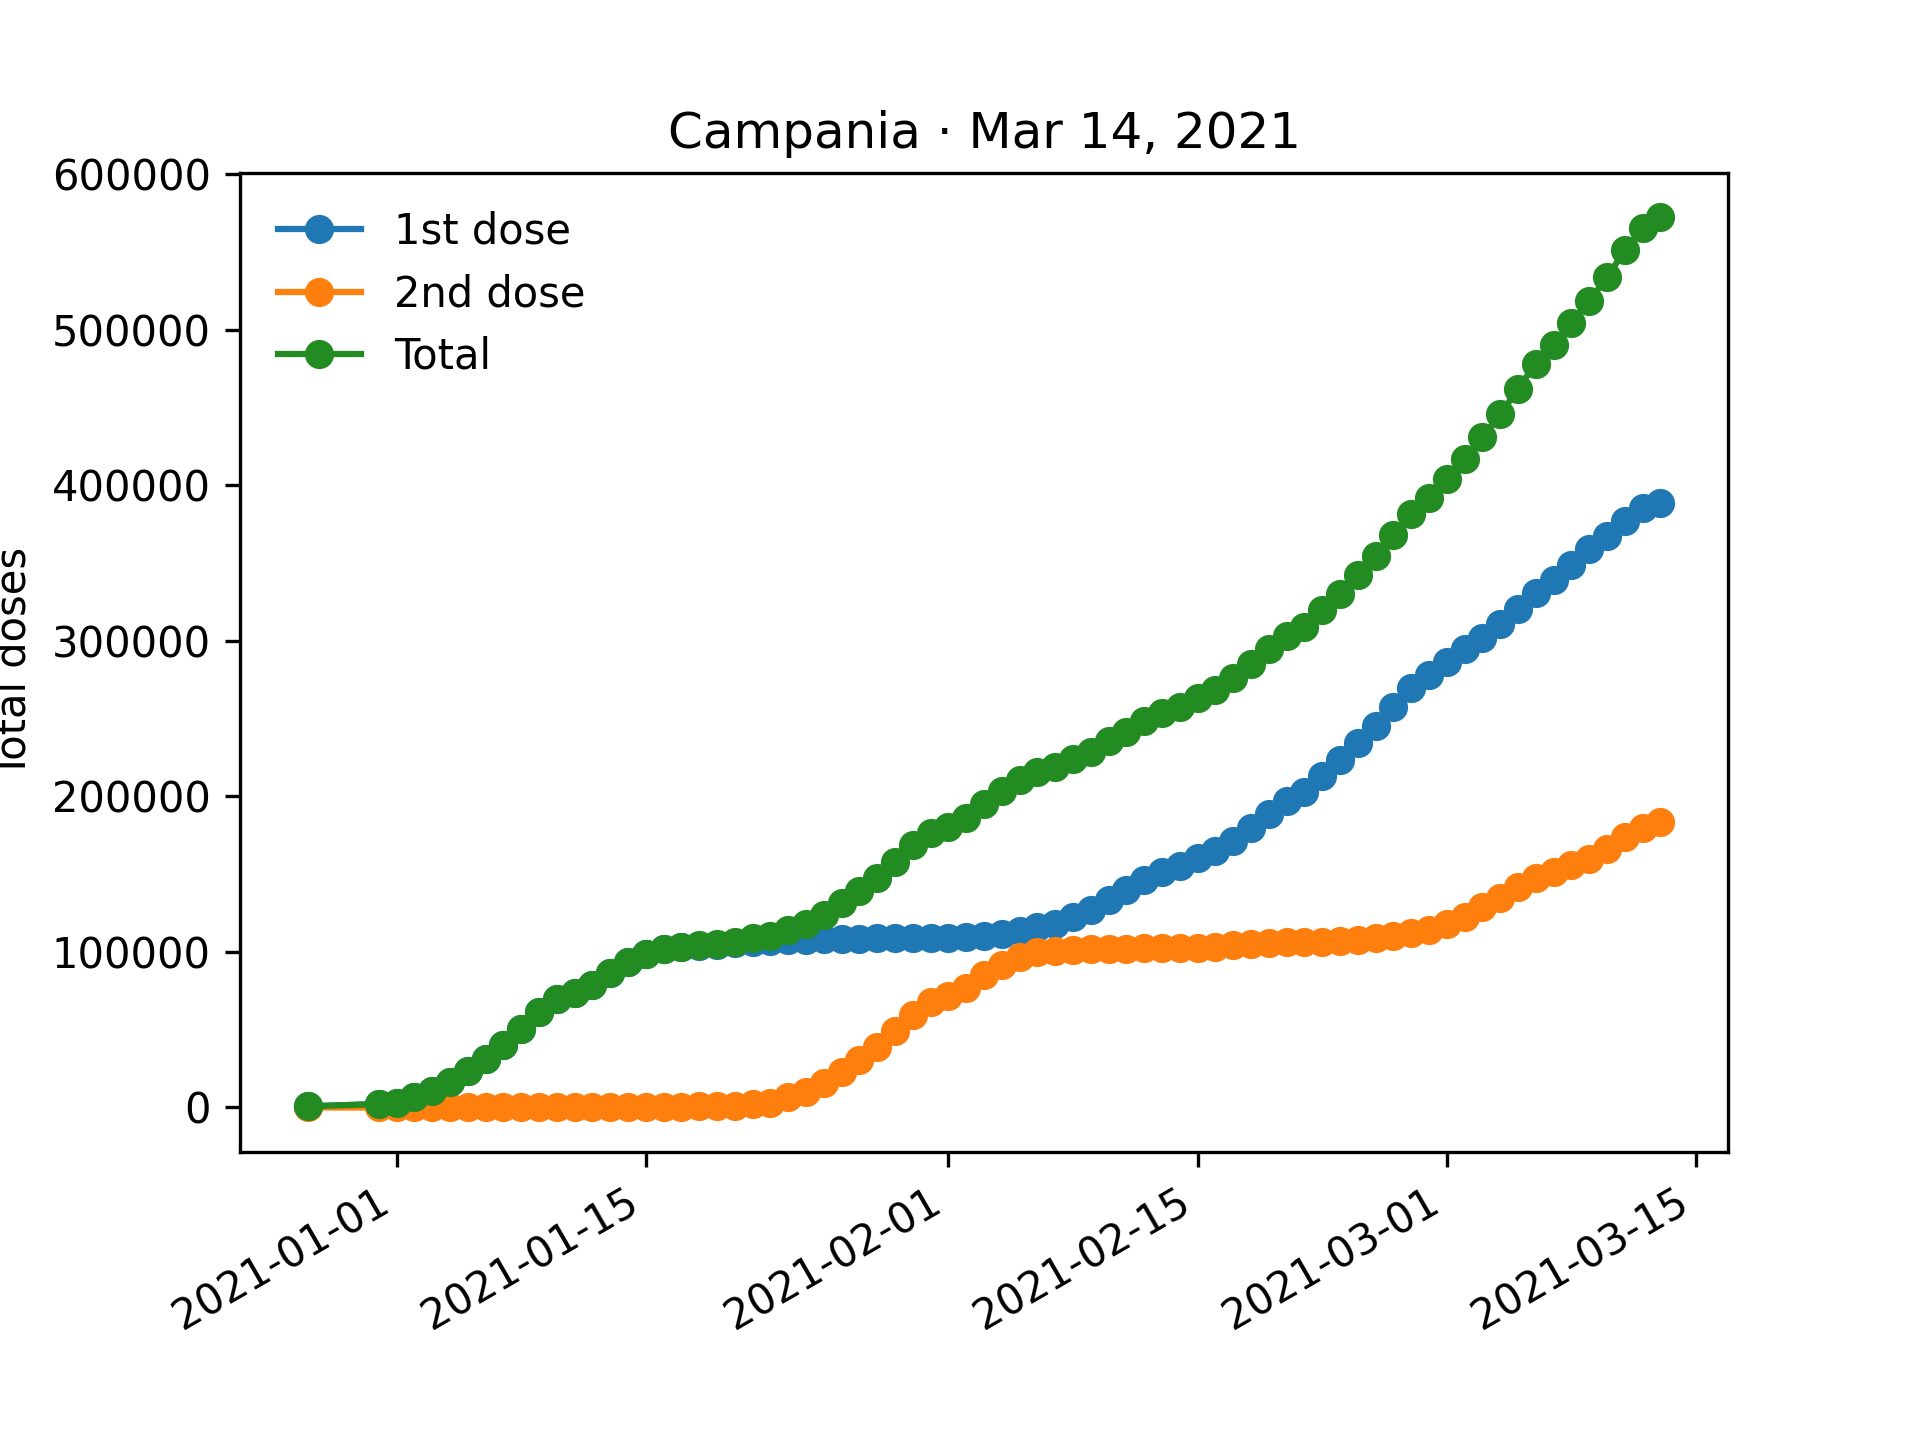 Campania · Mar 14, 2021
600000
500000
400000
300000
200000
100000
0
Total doses
1st dose
2nd dose
Total
2021-01-01
2021-01-15
2021-02-01
2021-02-15
2021-03-01
2021-03-15